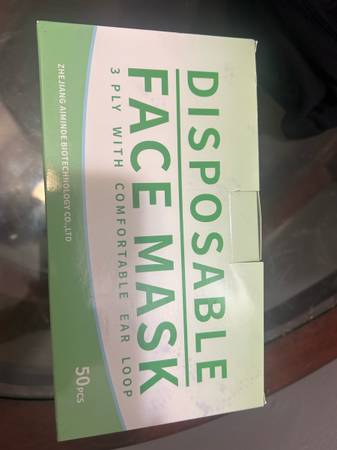 DISPOSABLE
FACE MASK
3 PLY WITH COMFORTABLE EAR LOOP
ZHEJIANG AIMINDE BIOTECHNOLOGY CO.,LTD
50PCS